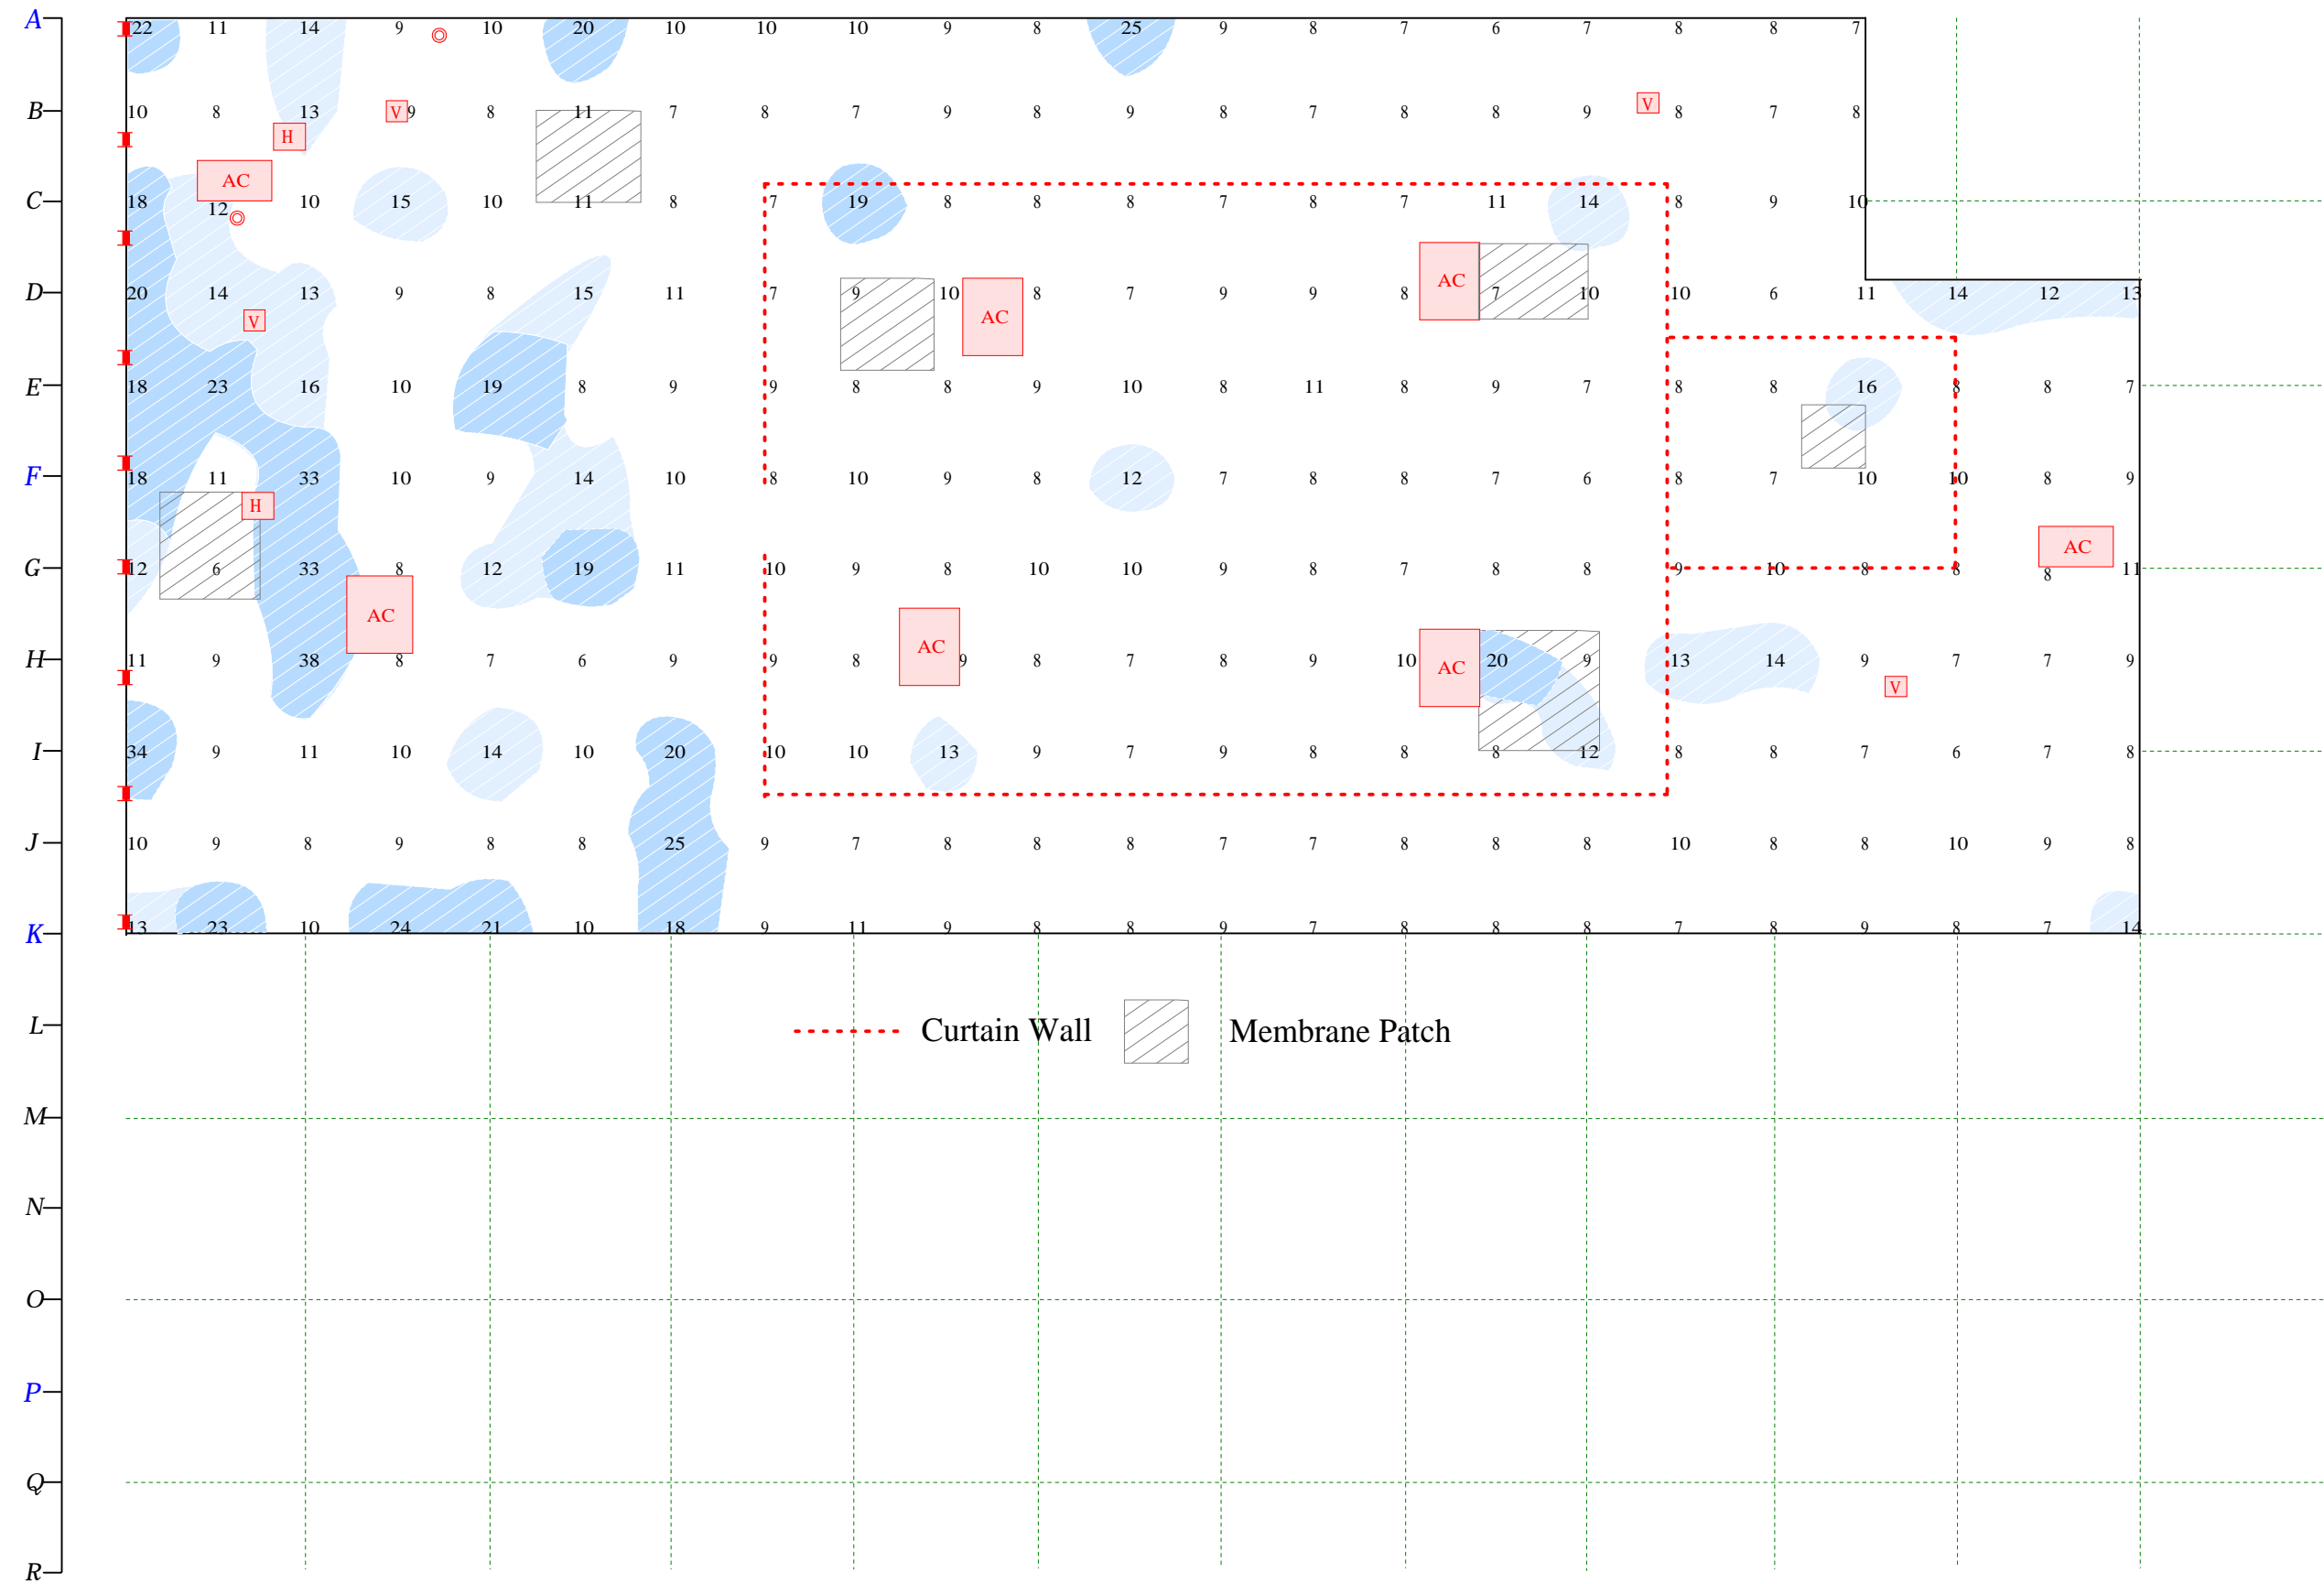 A 22 11 14 9 10 20 10 10 10 9 8 25 9 8 7 6 7 8 8 7
B 10 8 13 V 9 8 11 7 8 7 9 8 9 8 7 8 8 9 V 8 7 8
H
AC
C 18 12 10 15 10 11 8 7 19 8 8 8 7 8 7 11 14 8 9 10
AC
D 20 14 13 9 8 15 11 7 9 10 8 7 9 9 8 7 10 10 6 11 14 12 13
V AC
E 18 23 16 10 19 8 9 9 8 8 9 10 8 11 8 9 7 8 8 16 8 8 7
F 18 11 33 10 9 14 10 8 10 9 8 12 7 8 8 7 6 8 7 10 10 8 9
H
AC
G 12 6 33 8 12 19 11 10 9 8 10 10 9 8 7 8 8 9 10 8 8 8 11
AC
AC
H 11 9 38 8 7 6 9 9 8 9 8 7 8 9 10 20 9 13 14 9 7 7 9
AC
V
I 34 9 11 10 14 10 20 10 10 13 9 7 9 8 8 8 12 8 8 7 6 7 8
J 10 9 8 9 8 8 25 9 7 8 8 8 7 7 8 8 8 10 8 8 10 9 8
K 13 23 10 24 21 10 18 9 11 9 8 8 9 7 8 8 8 7 8 9 8 7 14
L
Curtain Wall Membrane Patch
M
N
O
P
Q
R